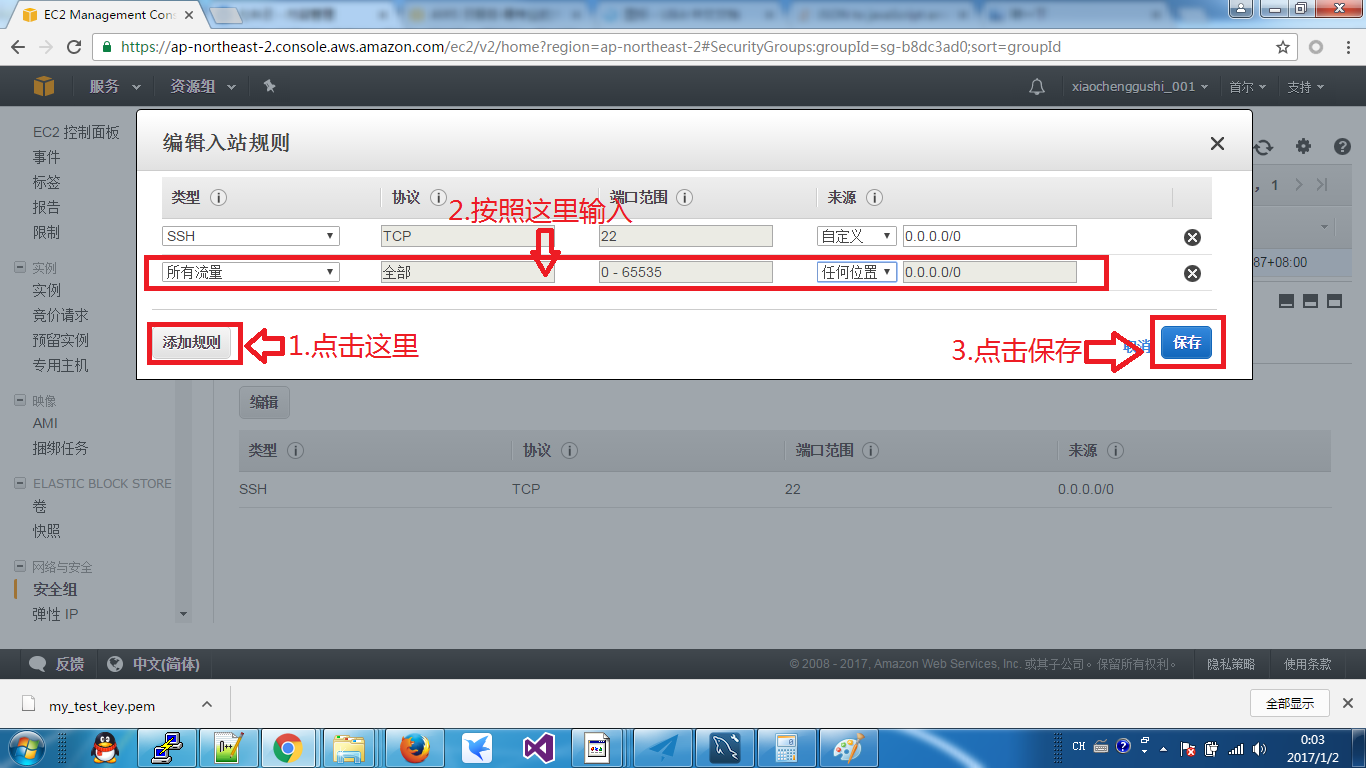 EC2 Management Cons
https://ap-northeast-2.console.aws.amazon.com/ec2/v2/home?region=ap-northeast-2#SecurityGroups:groupId=sg-b8dc3ad0;sort=groupId
服务 资源组 xiaochenggushi_001 首尔 支持
EC2 控制面板
事件
标签
报告
限制
实例
实例
竞价请求
预留实例
专用主机
映像
AMI
捆绑任务
ELASTIC BLOCK STORE
卷
快照
网络与安全
安全组
弹性 IP
编辑入站规则
类型 协议 端口范围 来源
2.按照这里输入
SSH TCP 22 自定义 0.0.0.0/0
所有流量 全部 0 - 65535 任何位置 0.0.0.0/0
添加规则 1.点击这里 3.点击保存 取消 保存
1
87+08:00
编辑
类型 协议 端口范围 来源
SSH TCP 22 0.0.0.0/0
反馈 中文(简体) © 2008 - 2017, Amazon Web Services, Inc. 或其子公司。保留所有权利。 隐私策略 使用条款
my_test_key.pem 全部显示
CH 0:03
2017/1/2